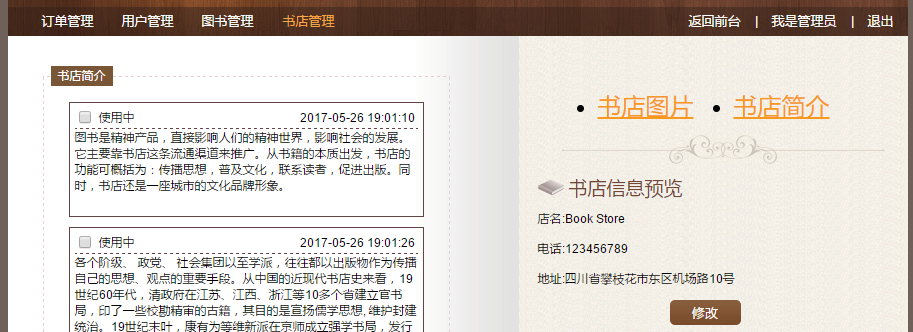 订单管理 用户管理 图书管理 书店管理 返回前台 | 我是管理员 | 退出
书店简介
使用中 2017-05-26 19:01:10
图书是精神产品，直接影响人们的精神世界，影响社会的发展。
它主要靠书店这条流通渠道来推广。从书籍的本质出发，书店的
功能可概括为：传播思想，普及文化，联系读者，促进出版。同
时，书店还是一座城市的文化品牌形象。
使用中 2017-05-26 19:01:26
各个阶级、 政党、 社会集团以至学派，往往都以出版物作为传播
自己的思想、观点的重要手段。从中国的近现代书店史来看，19
世纪60年代，清政府在江苏、江西、浙江等10多个省建立官书
局，印了一些校勘精审的古籍，其目的是宣扬儒学思想,维护封建
统治。19世纪末叶，康有为等维新派在京师成立强学书局，发行
书店图片 书店简介
书店信息预览
店名:Book Store
电话:123456789
地址:四川省攀枝花市东区机场路10号
修改